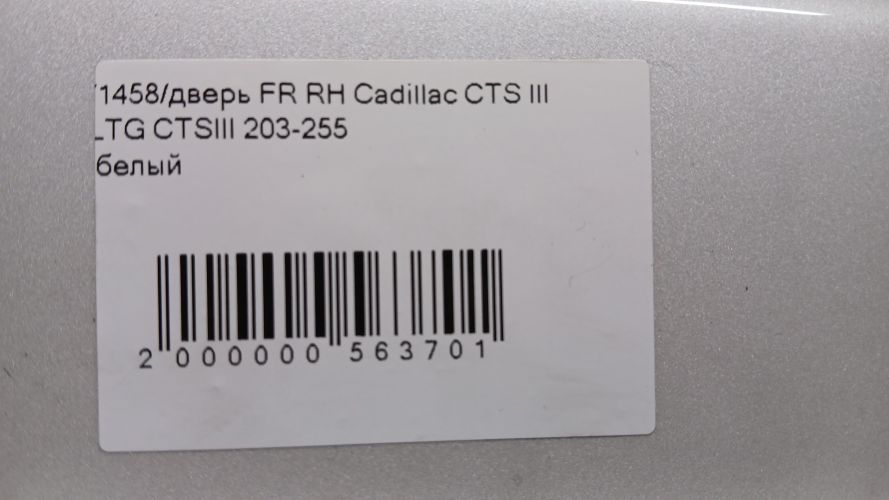 1458/дверь FR RH Cadillac CTS III
LTG CTSIII 203-255
белый
2 000000 563701